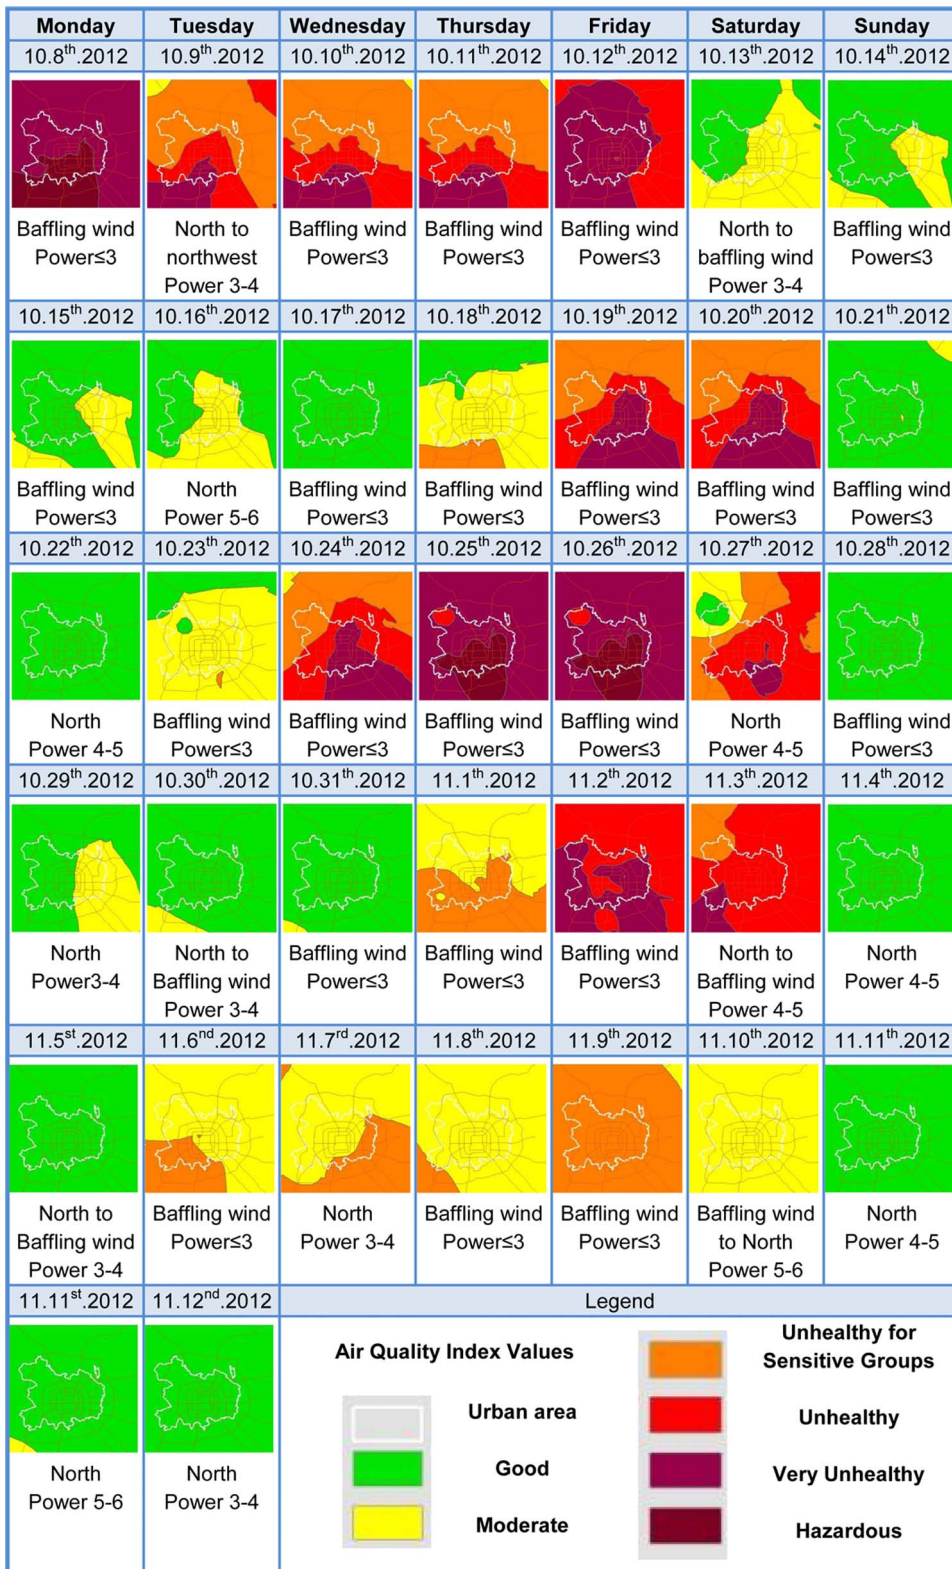 Monday Tuesday Wednesday Thursday Friday Saturday Sunday
10.8th.2012 10.9th.2012 10.10th.2012 10.11th.2012 10.12th.2012 10.13th.2012 10.14th.2012
Baffling wind North to Baffling wind Baffling wind Baffling wind North to Baffling wind
Power≤3 northwest Power≤3 Power≤3 Power≤3 baffling wind Power≤3
Power 3-4 Power 3-4
10.15th.2012 10.16th.2012 10.17th.2012 10.18th.2012 10.19th.2012 10.20th.2012 10.21th.2012
Baffling wind North Baffling wind Baffling wind Baffling wind Baffling wind Baffling wind
Power≤3 Power 5-6 Power≤3 Power≤3 Power≤3 Power≤3 Power≤3
10.22th.2012 10.23th.2012 10.24th.2012 10.25th.2012 10.26th.2012 10.27th.2012 10.28th.2012
North Baffling wind Baffling wind Baffling wind Baffling wind North Baffling wind
Power 4-5 Power≤3 Power≤3 Power≤3 Power≤3 Power 4-5 Power≤3
10.29th.2012 10.30th.2012 10.31th.2012 11.1th.2012 11.2th.2012 11.3th.2012 11.4th.2012
North North to Baffling wind Baffling wind Baffling wind North to North
Power3-4 Baffling wind Power≤3 Power≤3 Power≤3 Baffling wind Power 4-5
Power 3-4 Power 4-5
11.5st.2012 11.6nd.2012 11.7rd.2012 11.8th.2012 11.9th.2012 11.10th.2012 11.11th.2012
North to Baffling wind North Baffling wind Baffling wind Baffling wind North
Baffling wind Power≤3 Power 3-4 Power≤3 Power≤3 to North Power 4-5
Power 3-4 Power 5-6
11.11st.2012 11.12nd.2012 Legend
Air Quality Index Values
Urban area
Good
Moderate
Unhealthy for
Sensitive Groups
Unhealthy
Very Unhealthy
Hazardous
North North
Power 5-6 Power 3-4